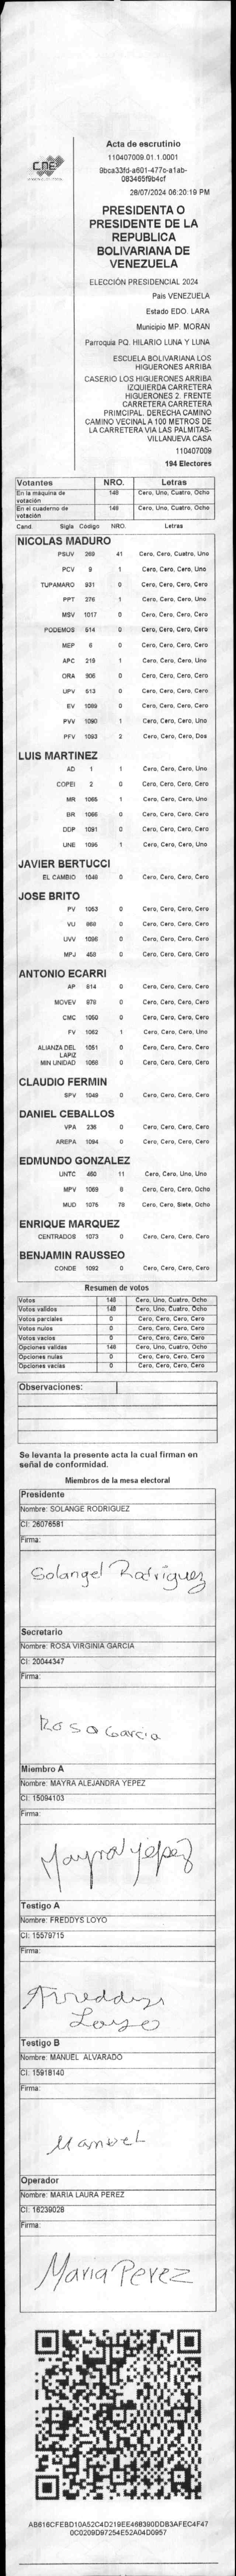 CNE
Acta de escrutinio
110407009.01.1.0001
9bca33fd-a601-477c-a1ab-
083465f9b4cf
28/07/2024 06:20:19 PM
PRESIDENTA O
PRESIDENTE DE LA
REPUBLICA
BOLIVARIANA DE
VENEZUELA
ELECCIÓN PRESIDENCIAL 2024
Pais VENEZUELA
Estado EDO. LARA
Municipio MP. MORAN
Parroquia PQ. HILARIO LUNA Y LUNA
ESCUELA BOLIVARIANA LOS
HIGUERONES ARRIBA
CASERIO LOS HIGUERONES ARRIBA
IZQUIERDA CARRETERA
HIGUERONES 2. FRENTE
CARRETERA CARRETERA
PRIMCIPAL. DERECHA CAMINO
CAMINO VECINAL A 100 METROS DE
LA CARRETERA VIA LAS PALMITAS-
VILLANUEVA CASA
110407009
194 Electores
Votantes NRO. Letras
En la máquina de votación 148 Cero, Uno, Cuatro, Ocho
En el cuaderno de votación 148 Cero, Uno, Cuatro, Ocho
Cand. Sigla Código NRO. Letras
NICOLAS MADURO
PSUV 269 41 Cero, Cero, Cuatro, Uno
PCV 9 1 Cero, Cero, Cero, Uno
TUPAMARO 931 0 Cero, Cero, Cero, Cero
PPT 376 1 Cero, Cero, Cero, Uno
MSV 1017 0 Cero, Cero, Cero, Cero
PODEMOS 614 0 Cero, Cero, Cero, Cero
MEP 6 0 Cero, Cero, Cero, Cero
APC 219 1 Cero, Cero, Cero, Uno
ORA 306 0 Cero, Cero, Cero, Cero
UPV 613 0 Cero, Cero, Cero, Cero
EV 1089 0 Cero, Cero, Cero, Cero
PVV 1090 1 Cero, Cero, Cero, Uno
PFV 1093 2 Cero, Cero, Cero, Dos
LUIS MARTINEZ
AD 1 1 Cero, Cero, Cero, Uno
COPEI 2 0 Cero, Cero, Cero, Cero
MR 1065 1 Cero, Cero, Cero, Uno
BR 1066 0 Cero, Cero, Cero, Cero
DDP 1091 0 Cero, Cero, Cero, Cero
UNE 1095 1 Cero, Cero, Cero, Uno
JAVIER BERTUCCI
EL CAMBIO 1048 0 Cero, Cero, Cero, Cero
JOSE BRITO
PV 1053 0 Cero, Cero, Cero, Cero
VU 869 0 Cero, Cero, Cero, Cero
UVV 1096 0 Cero, Cero, Cero, Cero
MPJ 458 0 Cero, Cero, Cero, Cero
ANTONIO ECARRI
AP 814 0 Cero, Cero, Cero, Cero
MOVEV 879 0 Cero, Cero, Cero, Cero
CMC 1050 0 Cero, Cero, Cero, Cero
FV 1062 1 Cero, Cero, Cero, Uno
ALIANZA DEL LAPIZ 1051 0 Cero, Cero, Cero, Cero
MIN UNIDAD 1056 0 Cero, Cero, Cero, Cero
CLAUDIO FERMIN
SPV 1049 0 Cero, Cero, Cero, Cero
DANIEL CEBALLOS
VPA 236 0 Cero, Cero, Cero, Cero
AREPA 1094 0 Cero, Cero, Cero, Cero
EDMUNDO GONZALEZ
UNTC 460 11 Cero, Cero, Uno, Uno
MPV 1069 8 Cero, Cero, Cero, Ocho
MUD 1075 78 Cero, Cero, Siete, Ocho
ENRIQUE MARQUEZ
CENTRADOS 1073 0 Cero, Cero, Cero, Cero
BENJAMIN RAUSSEO
CONDE 1092 0 Cero, Cero, Cero, Cero
Resumen de votos
Votos 148 Cero, Uno, Cuatro, Ocho
Votos validos 148 Cero, Uno, Cuatro, Ocho
Votos parciales 0 Cero, Cero, Cero, Cero
Votos nulos 0 Cero, Cero, Cero, Cero
Votos vacios 0 Cero, Cero, Cero, Cero
Opciones validas 148 Cero, Uno, Cuatro, Ocho
Opciones nulas 0 Cero, Cero, Cero, Cero
Opciones vacias 0 Cero, Cero, Cero, Cero
Observaciones:
Se levanta la presente acta la cual firman en
señal de conformidad.
Miembros de la mesa electoral
Presidente
Nombre: SOLANGE RODRIGUEZ
CI: 26076581
Firma:
Solangel Rodríguez
Secretario
Nombre: ROSA VIRGINIA GARCIA
CI: 20044347
Firma:
Rosa Garcia
Miembro A
Nombre: MAYRA ALEJANDRA YEPEZ
CI: 15094103
Firma:
Mayra yepez
Testigo A
Nombre: FREDDYS LOYO
CI: 15579715
Firma:
Freddys
Loyo
Testigo B
Nombre: MANUEL ALVARADO
CI: 15918140
Firma:
Manuel
Operador
Nombre: MARIA LAURA PEREZ
CI: 16239028
Firma:
Maria Perez
AB616CFEBD10A52C4D219EE468390DDB3AFEC4F47
0C0209D97254E52A04D0957